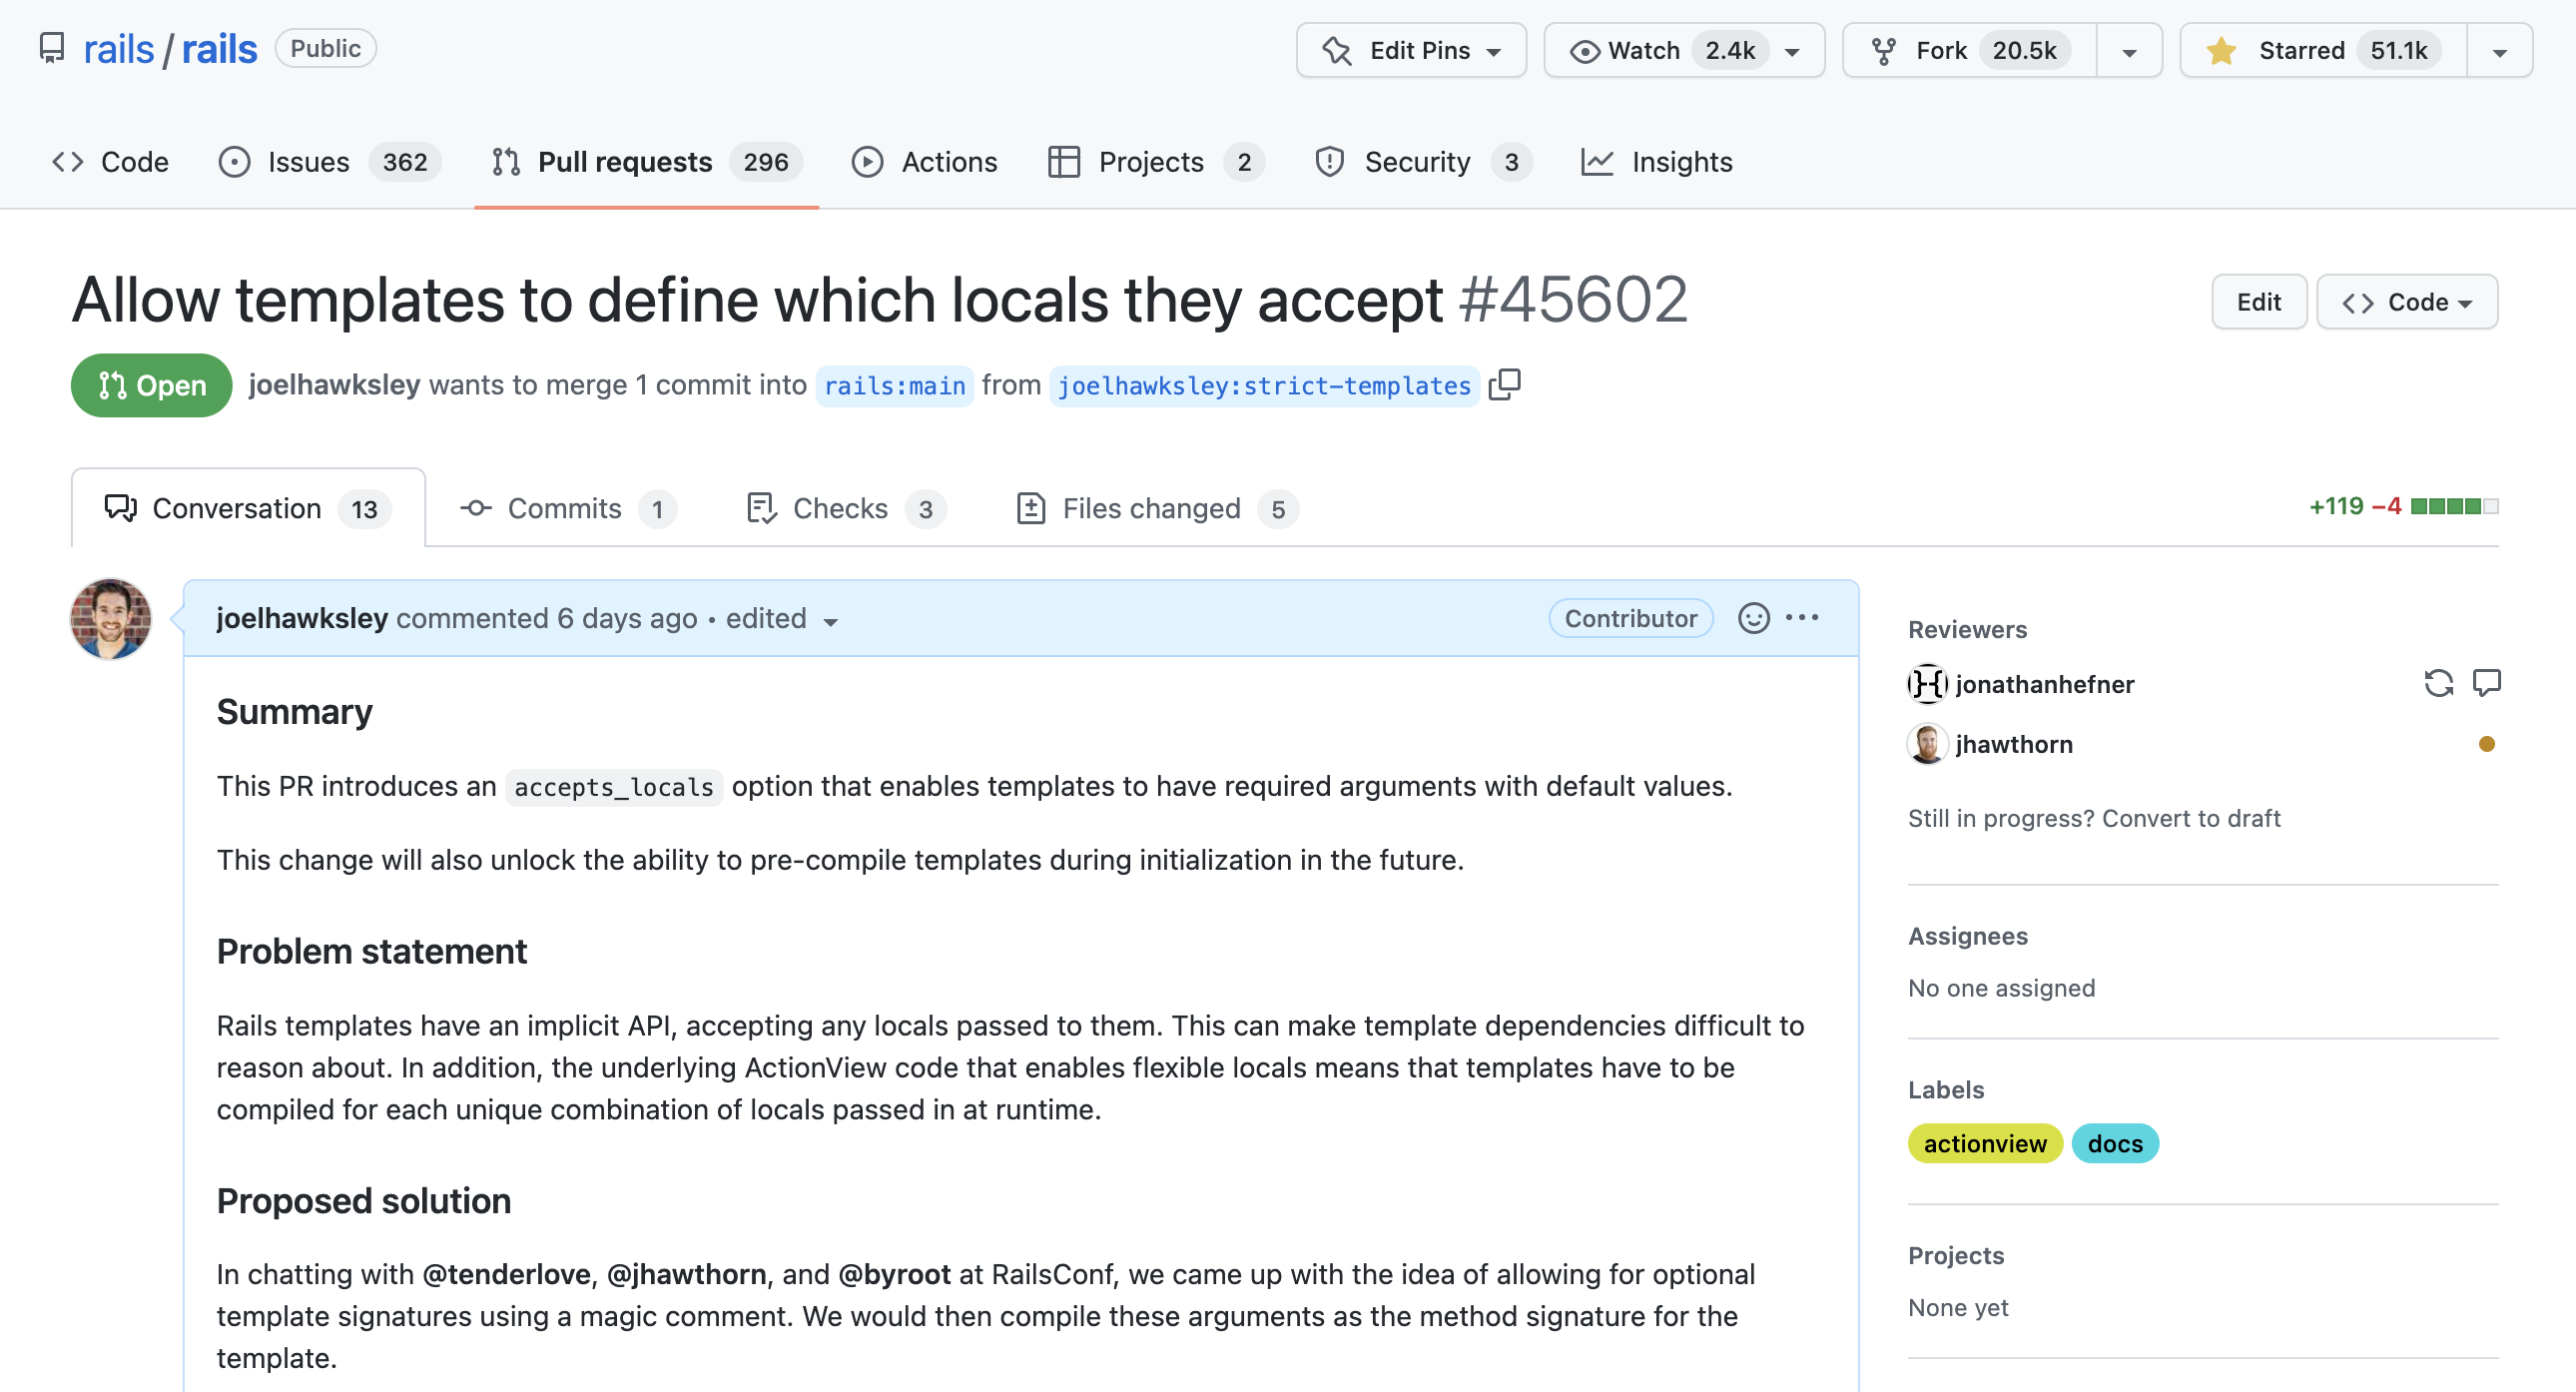 rails / rails Public Edit Pins Watch 2.4k Fork 20.5k Starred 51.1k
Code Issues 362 Pull requests 296 Actions Projects 2 Security 3 Insights
Allow templates to define which locals they accept #45602
Edit Code
Open joelhawksley wants to merge 1 commit into rails:main from joelhawksley:strict-templates
Conversation 13 Commits 1 Checks 3 Files changed 5 +119 −4
joelhawksley commented 6 days ago • edited Contributor
Summary
This PR introduces an accepts_locals option that enables templates to have required arguments with default values.
This change will also unlock the ability to pre-compile templates during initialization in the future.
Problem statement
Rails templates have an implicit API, accepting any locals passed to them. This can make template dependencies difficult to
reason about. In addition, the underlying ActionView code that enables flexible locals means that templates have to be
compiled for each unique combination of locals passed in at runtime.
Proposed solution
In chatting with @tenderlove, @jhawthorn, and @byroot at RailsConf, we came up with the idea of allowing for optional
template signatures using a magic comment. We would then compile these arguments as the method signature for the
template.
Reviewers
jonathanhefner
jhawthorn
Still in progress? Convert to draft
Assignees
No one assigned
Labels
actionview docs
Projects
None yet